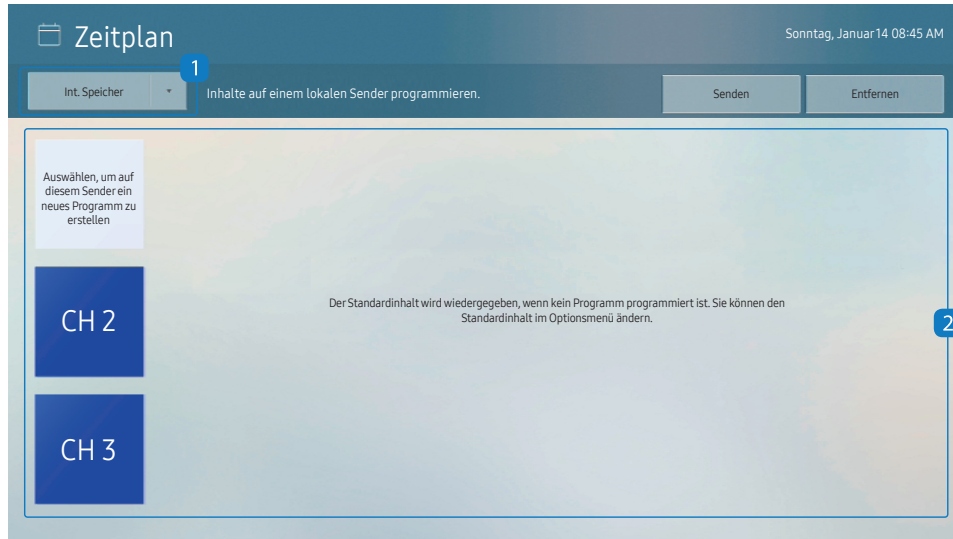 Zeitplan
Sonntag, Januar 14 08:45 AM
1
Int. Speicher
Inhalte auf einem lokalen Sender programmieren.
Senden
Entfernen
Auswählen, um auf
diesem Sender ein
neues Programm zu
erstellen
CH 2
Der Standardinhalt wird wiedergegeben, wenn kein Programm programmiert ist. Sie können den
Standardinhalt im Optionsmenü ändern.
2
CH 3